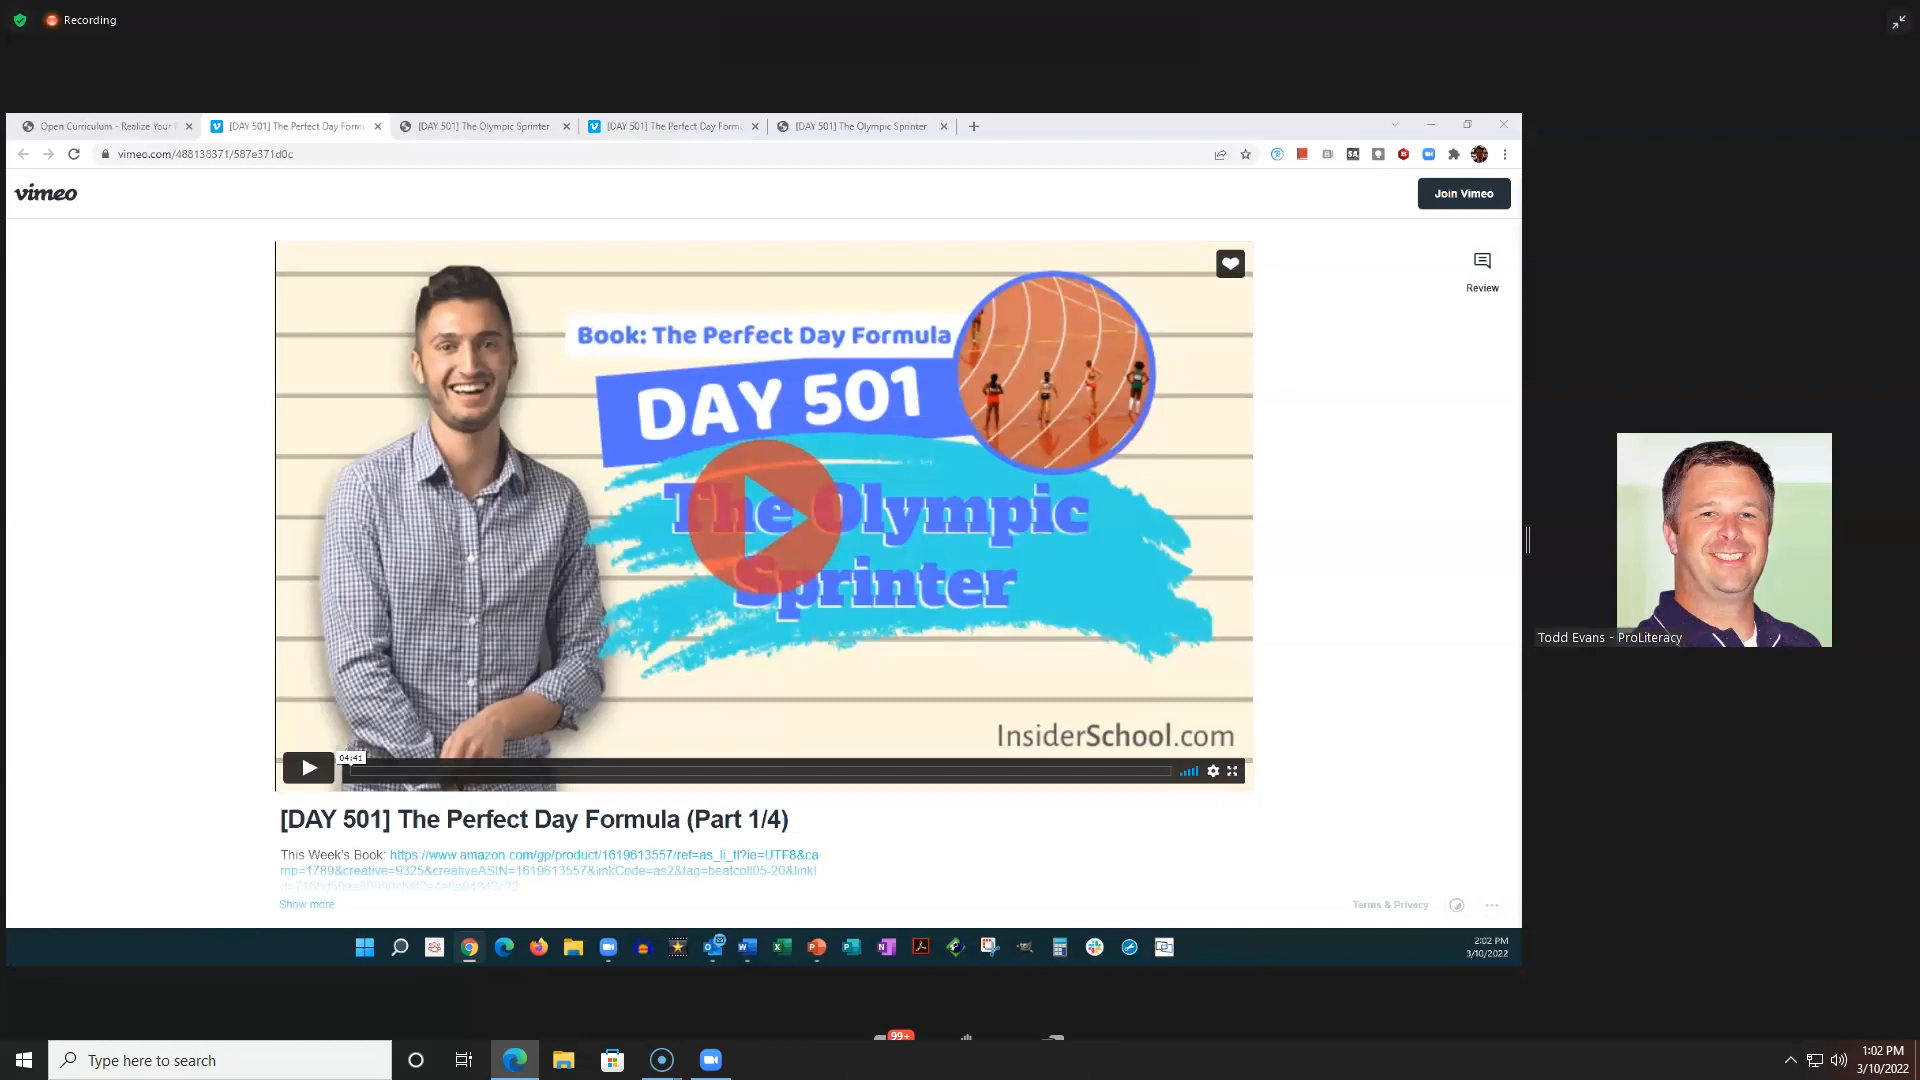 Recording
Open Curriculum - Realize Your
[DAY 501] The Perfect Day Form
[DAY 501] The Olympic Sprinter
[DAY 501] The Perfect Day Form
[DAY 501] The Olympic Sprinter
vimeo.com/488138371/587e371d0c
vimeo
Join Vimeo
Review
Book: The Perfect Day Formula
DAY 501
The Olympic
Sprinter
InsiderSchool.com
04:41
[DAY 501] The Perfect Day Formula (Part 1/4)
This Week's Book: https://www.amazon.com/gp/product/1619613557/ref=as_li_tl?ie=UTF8&ca
mp=1789&creative=9325&creativeASIN=1619613557&linkCode=as2&tag=beatcoll05-20&linkI
Show more
Terms & Privacy
Todd Evans - ProLiteracy
2:02 PM
3/10/2022
99+
Type here to search
1:02 PM
3/10/2022